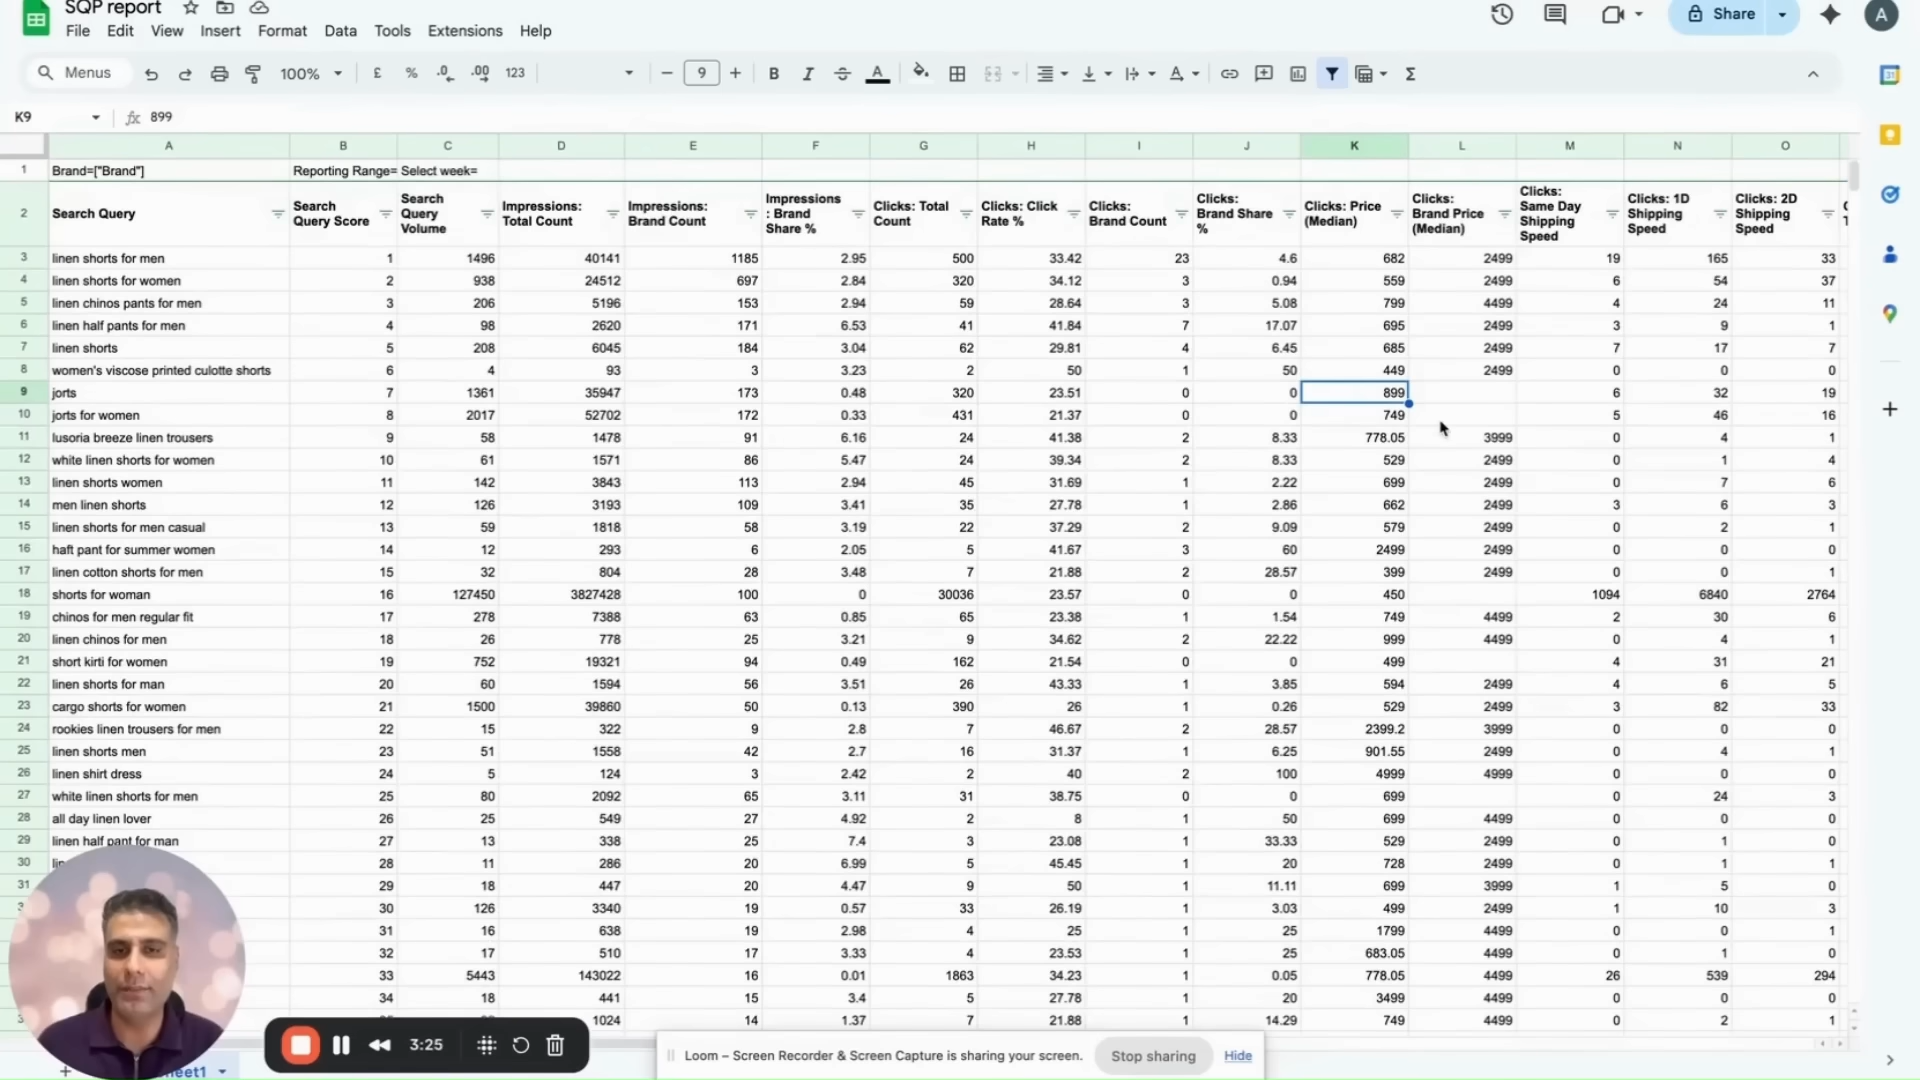 SQP report
File Edit View Insert Format Data Tools Extensions Help
Share
A
Menus 100% £ % .0 .00 123 9 B I A
K9 fx 899
A B C D E F G H I J K L M N O
1 Brand=["Brand"] Reporting Range= Select week=
2 Search Query Search Query Score Search Query Volume Impressions: Total Count Impressions: Brand Count Impressions : Brand Share % Clicks: Total Count Clicks: Click Rate % Clicks: Brand Count Clicks: Brand Share % Clicks: Price (Median) Clicks: Brand Price (Median) Clicks: Same Day Shipping Speed Clicks: 1D Shipping Speed Clicks: 2D Shipping Speed
3 linen shorts for men 1 1496 40141 1185 2.95 500 33.42 23 4.6 682 2499 19 165 33
4 linen shorts for women 2 938 24512 697 2.84 320 34.12 3 0.94 559 2499 6 54 37
5 linen chinos pants for men 3 206 5196 153 2.94 59 28.64 3 5.08 799 4499 4 24 11
6 linen half pants for men 4 98 2620 171 6.53 41 41.84 7 17.07 695 2499 3 9 1
7 linen shorts 5 208 6045 184 3.04 62 29.81 4 6.45 685 2499 7 17 7
8 women's viscose printed culotte shorts 6 4 93 3 3.23 2 50 1 50 449 2499 0 0 0
9 jorts 7 1361 35947 173 0.48 320 23.51 0 0 899 6 32 19
10 jorts for women 8 2017 52702 172 0.33 431 21.37 0 0 749 5 46 16
11 lusoria breeze linen trousers 9 58 1478 91 6.16 24 41.38 2 8.33 778.05 3999 0 4 1
12 white linen shorts for women 10 61 1571 86 5.47 24 39.34 2 8.33 529 2499 0 1 4
13 linen shorts women 11 142 3843 113 2.94 45 31.69 1 2.22 699 2499 0 7 6
14 men linen shorts 12 126 3193 109 3.41 35 27.78 1 2.86 662 2499 3 6 3
15 linen shorts for men casual 13 59 1818 58 3.19 22 37.29 2 9.09 579 2499 0 2 1
16 haft pant for summer women 14 12 293 6 2.05 5 41.67 3 60 2499 2499 0 0 0
17 linen cotton shorts for men 15 32 804 28 3.48 7 21.88 2 28.57 399 2499 0 0 1
18 shorts for woman 16 127450 3827428 100 0 30036 23.57 0 0 450 1094 6840 2764
19 chinos for men regular fit 17 278 7388 63 0.85 65 23.38 1 1.54 749 4499 2 30 6
20 linen chinos for men 18 26 778 25 3.21 9 34.62 2 22.22 999 4499 0 4 1
21 short kirti for women 19 752 19321 94 0.49 162 21.54 0 0 499 4 31 21
22 linen shorts for man 20 60 1594 56 3.51 26 43.33 1 3.85 594 2499 4 6 5
23 cargo shorts for women 21 1500 39860 50 0.13 390 26 1 0.26 529 2499 3 82 33
24 rookies linen trousers for men 22 15 322 9 2.8 7 46.67 2 28.57 2399.2 3999 0 0 0
25 linen shorts men 23 51 1558 42 2.7 16 31.37 1 6.25 901.55 2499 0 4 1
26 linen shirt dress 24 5 124 3 2.42 2 40 2 100 4999 4999 0 0 0
27 white linen shorts for men 25 80 2092 65 3.11 31 38.75 0 0 699 0 24 3
28 all day linen lover 26 25 549 27 4.92 2 8 1 50 699 4499 0 0 0
29 linen half pant for man 27 13 338 25 7.4 3 23.08 1 33.33 529 2499 0 1 0
30 28 11 286 20 6.99 5 45.45 1 20 728 2499 0 1 1
31 29 18 447 20 4.47 9 50 1 11.11 699 3999 1 5 0
30 126 3340 19 0.57 33 26.19 1 3.03 499 2499 1 10 3
31 16 638 19 2.98 4 25 1 25 1799 4499 0 0 1
32 17 510 17 3.33 4 23.53 1 25 683.05 4499 0 1 0
33 5443 143022 16 0.01 1863 34.23 1 0.05 778.05 4499 26 539 294
34 18 441 15 3.4 5 27.78 1 20 3499 4499 0 0 0
1024 14 1.37 7 21.88 1 14.29 749 4499 0 2 1
3:25
Loom – Screen Recorder & Screen Capture is sharing your screen. Stop sharing Hide